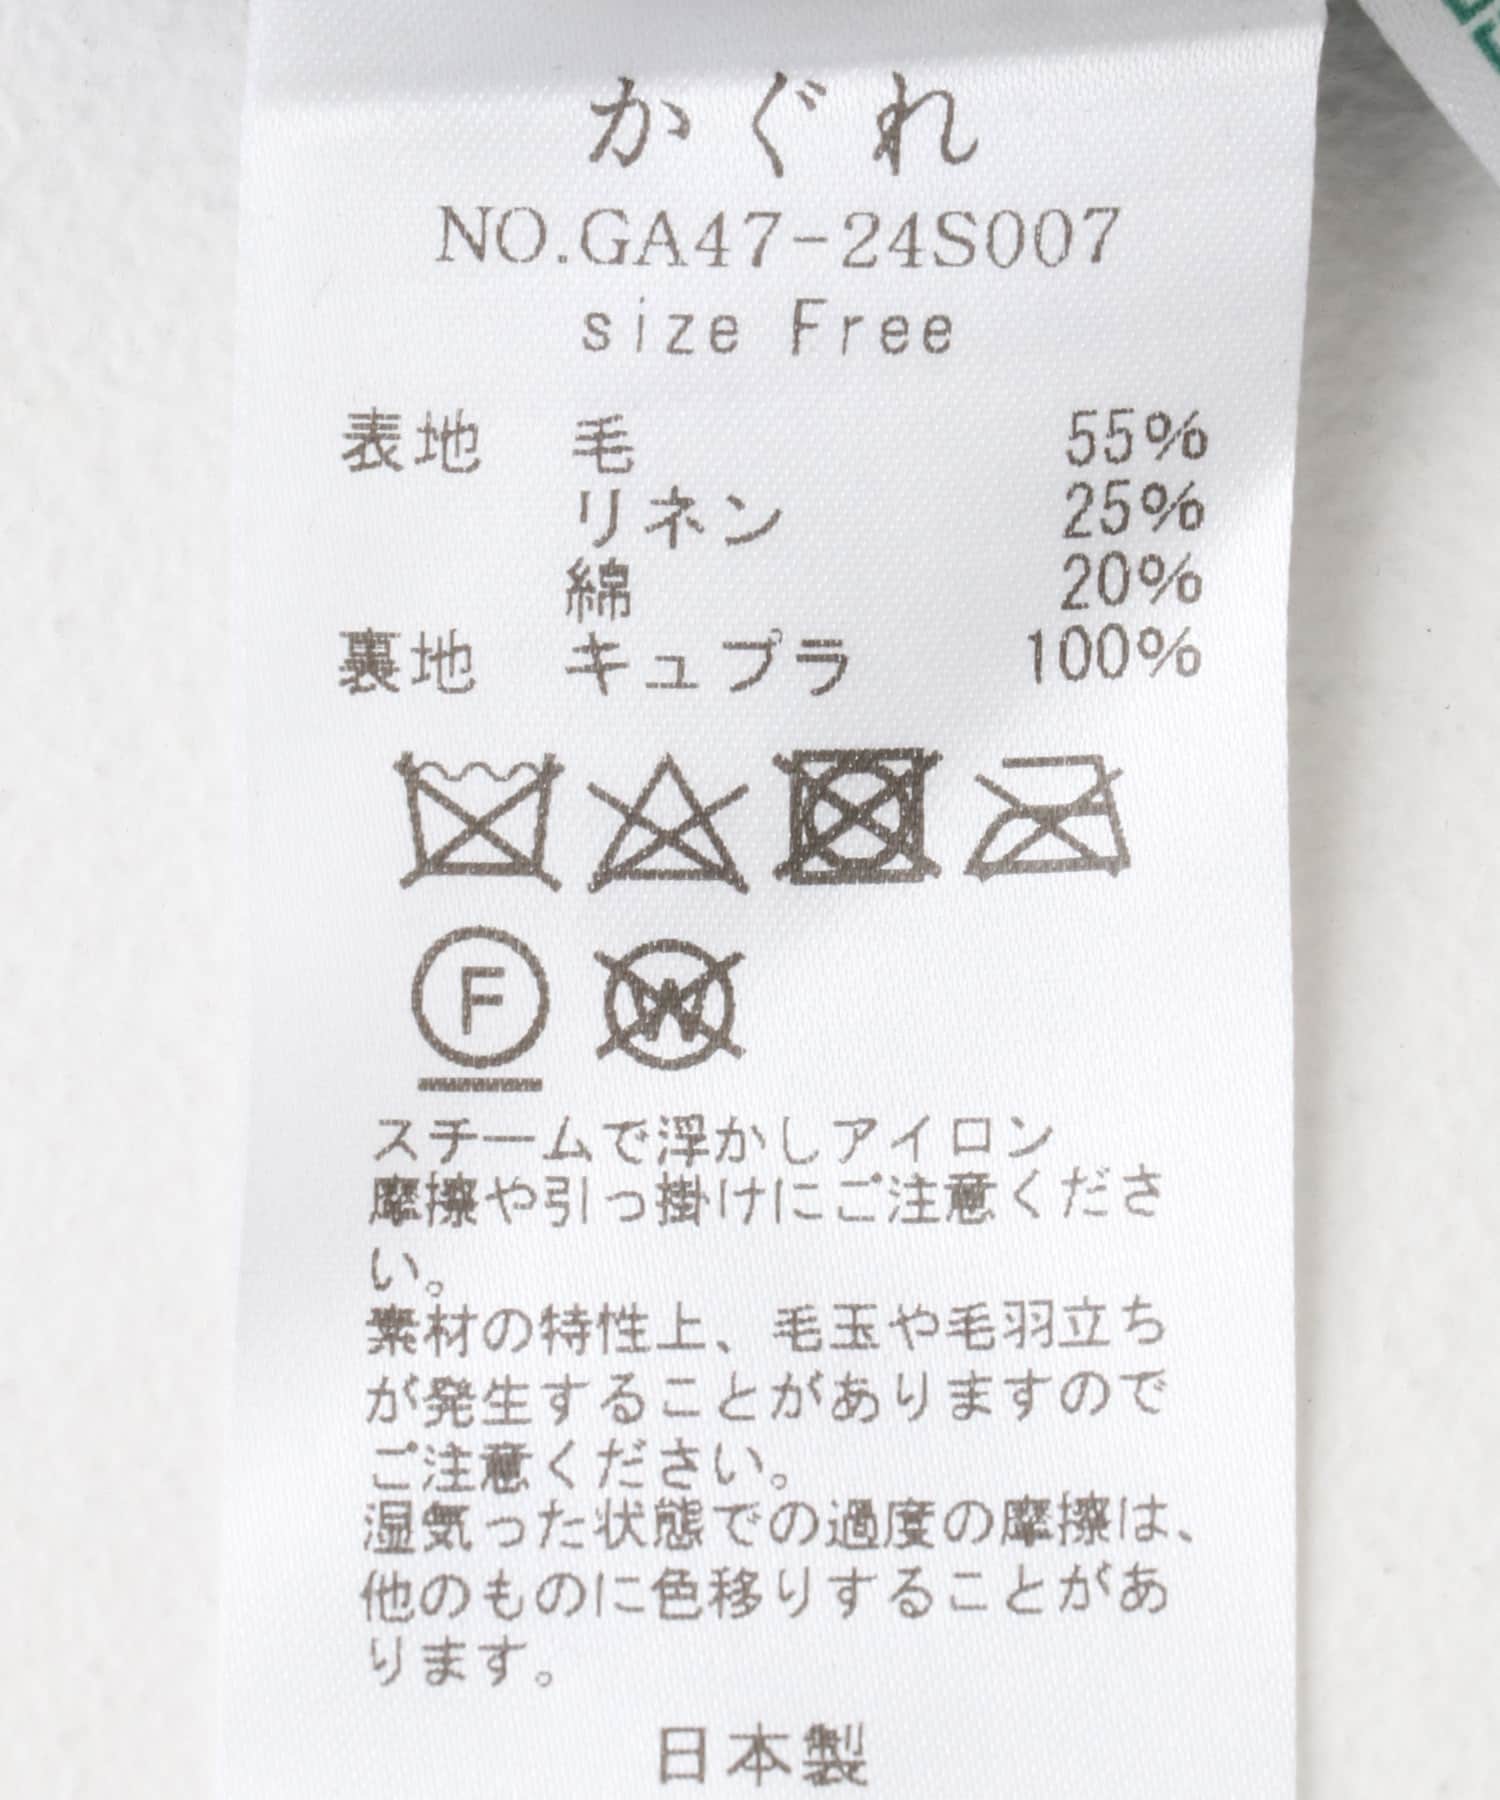 かぐれ
NO.GA47-24S007
size Free
表地 毛 55%
リネン 25%
綿 20%
裏地 キュプラ 100%
F
W
スチームで浮かしアイロン
摩擦や引っ掛けにご注意くださ
い。
素材の特性上、毛玉や毛羽立ち
が発生することがありますので
ご注意ください。
湿気った状態での過度の摩擦は、
他のものに色移りすることがあ
ります。
日本製